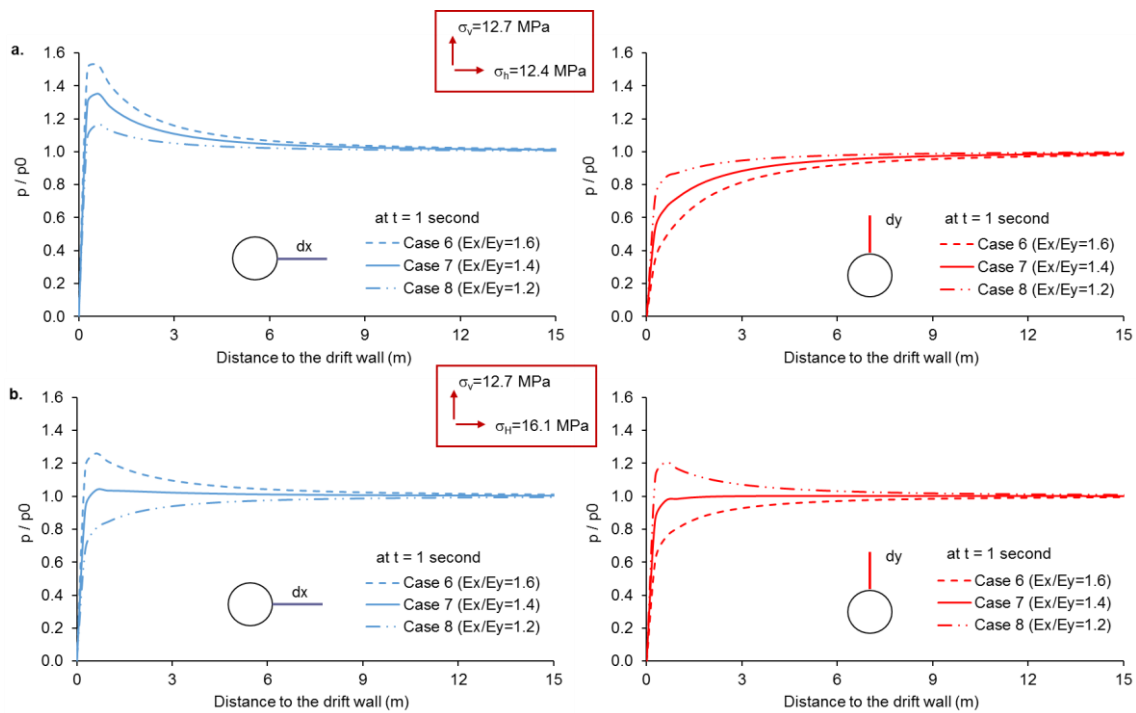 a.
σv=12.7 MPa
σh=12.4 MPa
1.6
1.4
1.2
1.0
0.8
0.6
0.4
0.2
0.0
p / p0
at t = 1 second
Case 6 (Ex/Ey=1.6)
Case 7 (Ex/Ey=1.4)
Case 8 (Ex/Ey=1.2)
dx
0 3 6 9 12 15
Distance to the drift wall (m)
1.6
1.4
1.2
1.0
0.8
0.6
0.4
0.2
0.0
p / p0
dy
at t = 1 second
Case 6 (Ex/Ey=1.6)
Case 7 (Ex/Ey=1.4)
Case 8 (Ex/Ey=1.2)
0 3 6 9 12 15
Distance to the drift wall (m)
b.
σv=12.7 MPa
σH=16.1 MPa
1.6
1.4
1.2
1.0
0.8
0.6
0.4
0.2
0.0
p / p0
at t = 1 second
Case 6 (Ex/Ey=1.6)
Case 7 (Ex/Ey=1.4)
Case 8 (Ex/Ey=1.2)
dx
0 3 6 9 12 15
Distance to the drift wall (m)
1.6
1.4
1.2
1.0
0.8
0.6
0.4
0.2
0.0
p / p0
dy
at t = 1 second
Case 6 (Ex/Ey=1.6)
Case 7 (Ex/Ey=1.4)
Case 8 (Ex/Ey=1.2)
0 3 6 9 12 15
Distance to the drift wall (m)